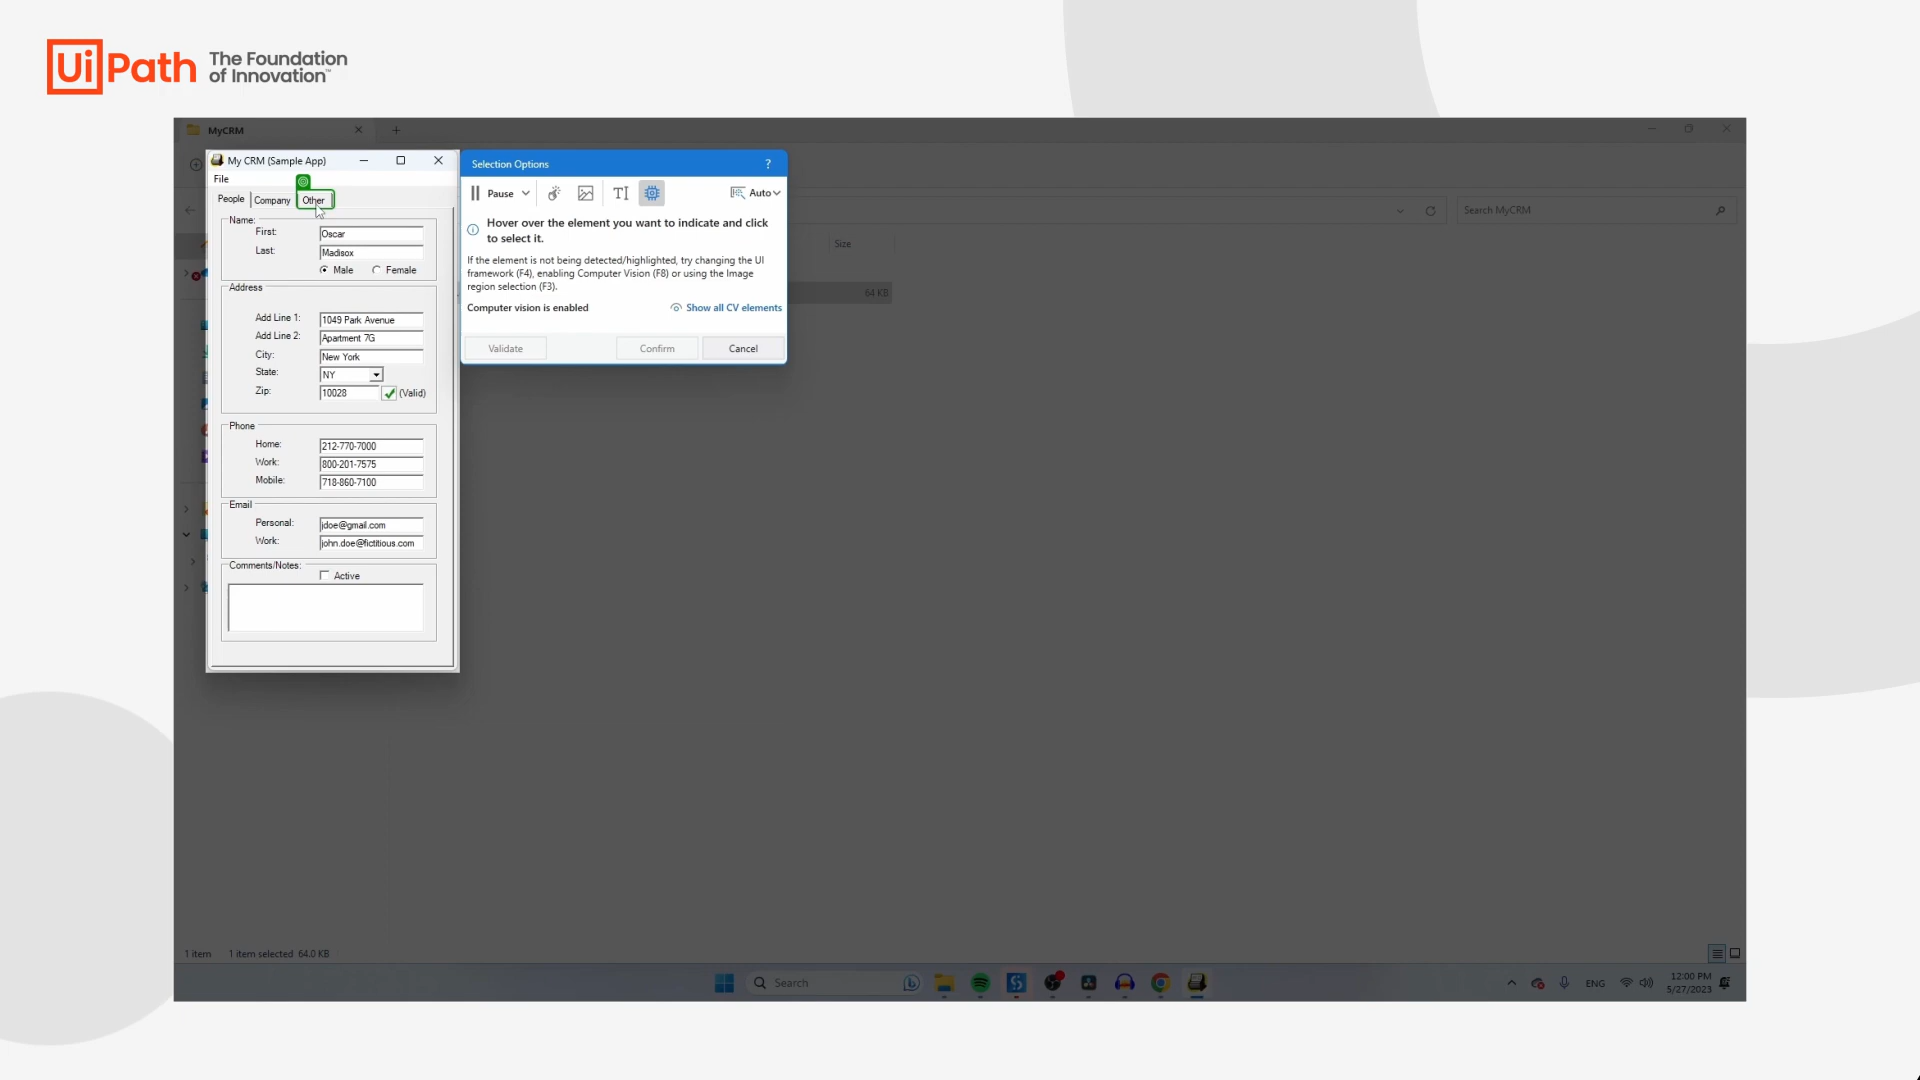 UiPath The Foundation
of Innovation™
MyCRM
My CRM (Sample App)
File
People Company Other
Name:
First: Oscar
Last: Madisox
Male Female
Address
Add Line 1: 1049 Park Avenue
Add Line 2: Apartment 7G
City: New York
State: NY
Zip: 10028 (Valid)
Phone
Home: 212-770-7000
Work: 800-201-7575
Mobile: 718-860-7100
Email
Personal: jdoe@gmail.com
Work: john.doe@fictitious.com
Comments/Notes:
Active
Selection Options ?
Pause TI Auto
Hover over the element you want to indicate and click
to select it.
If the element is not being detected/highlighted, try changing the UI
framework (F4), enabling Computer Vision (F8) or using the Image
region selection (F3).
Computer vision is enabled Show all CV elements
Validate Confirm Cancel
Search MyCRM
Size
64 KB
1 item 1 item selected 64.0 KB
Search
ENG
12:00 PM
5/27/2023